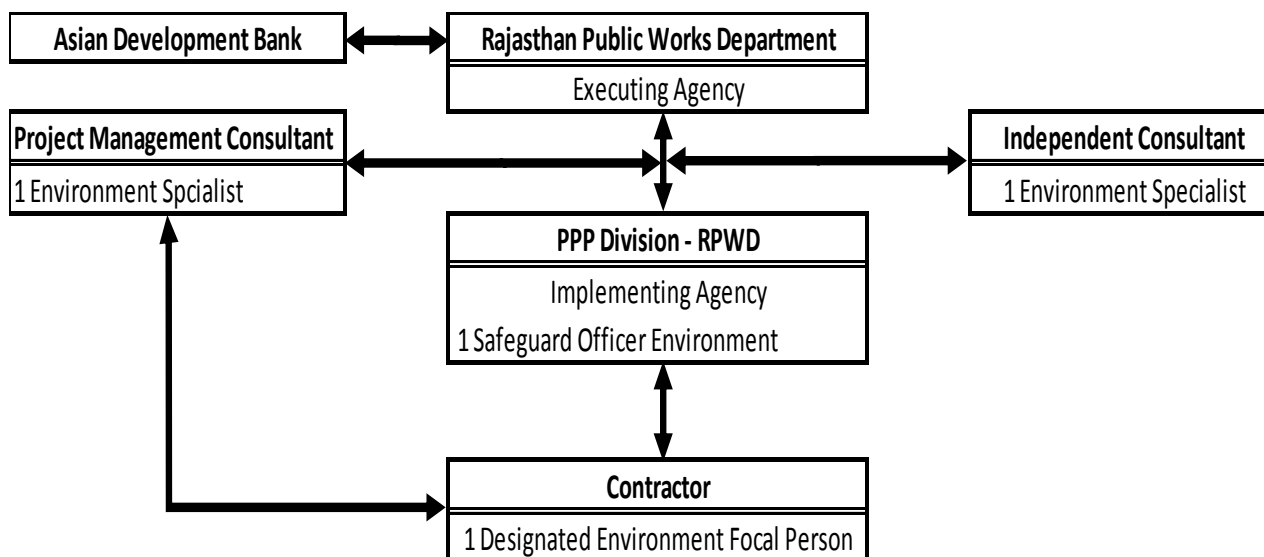 Asian Development Bank
Rajasthan Public Works Department
Executing Agency
Project Management Consultant
1 Environment Spcialist
Independent Consultant
1 Environment Specialist
PPP Division - RPWD
Implementing Agency
1 Safeguard Officer Environment
Contractor
1 Designated Environment Focal Person